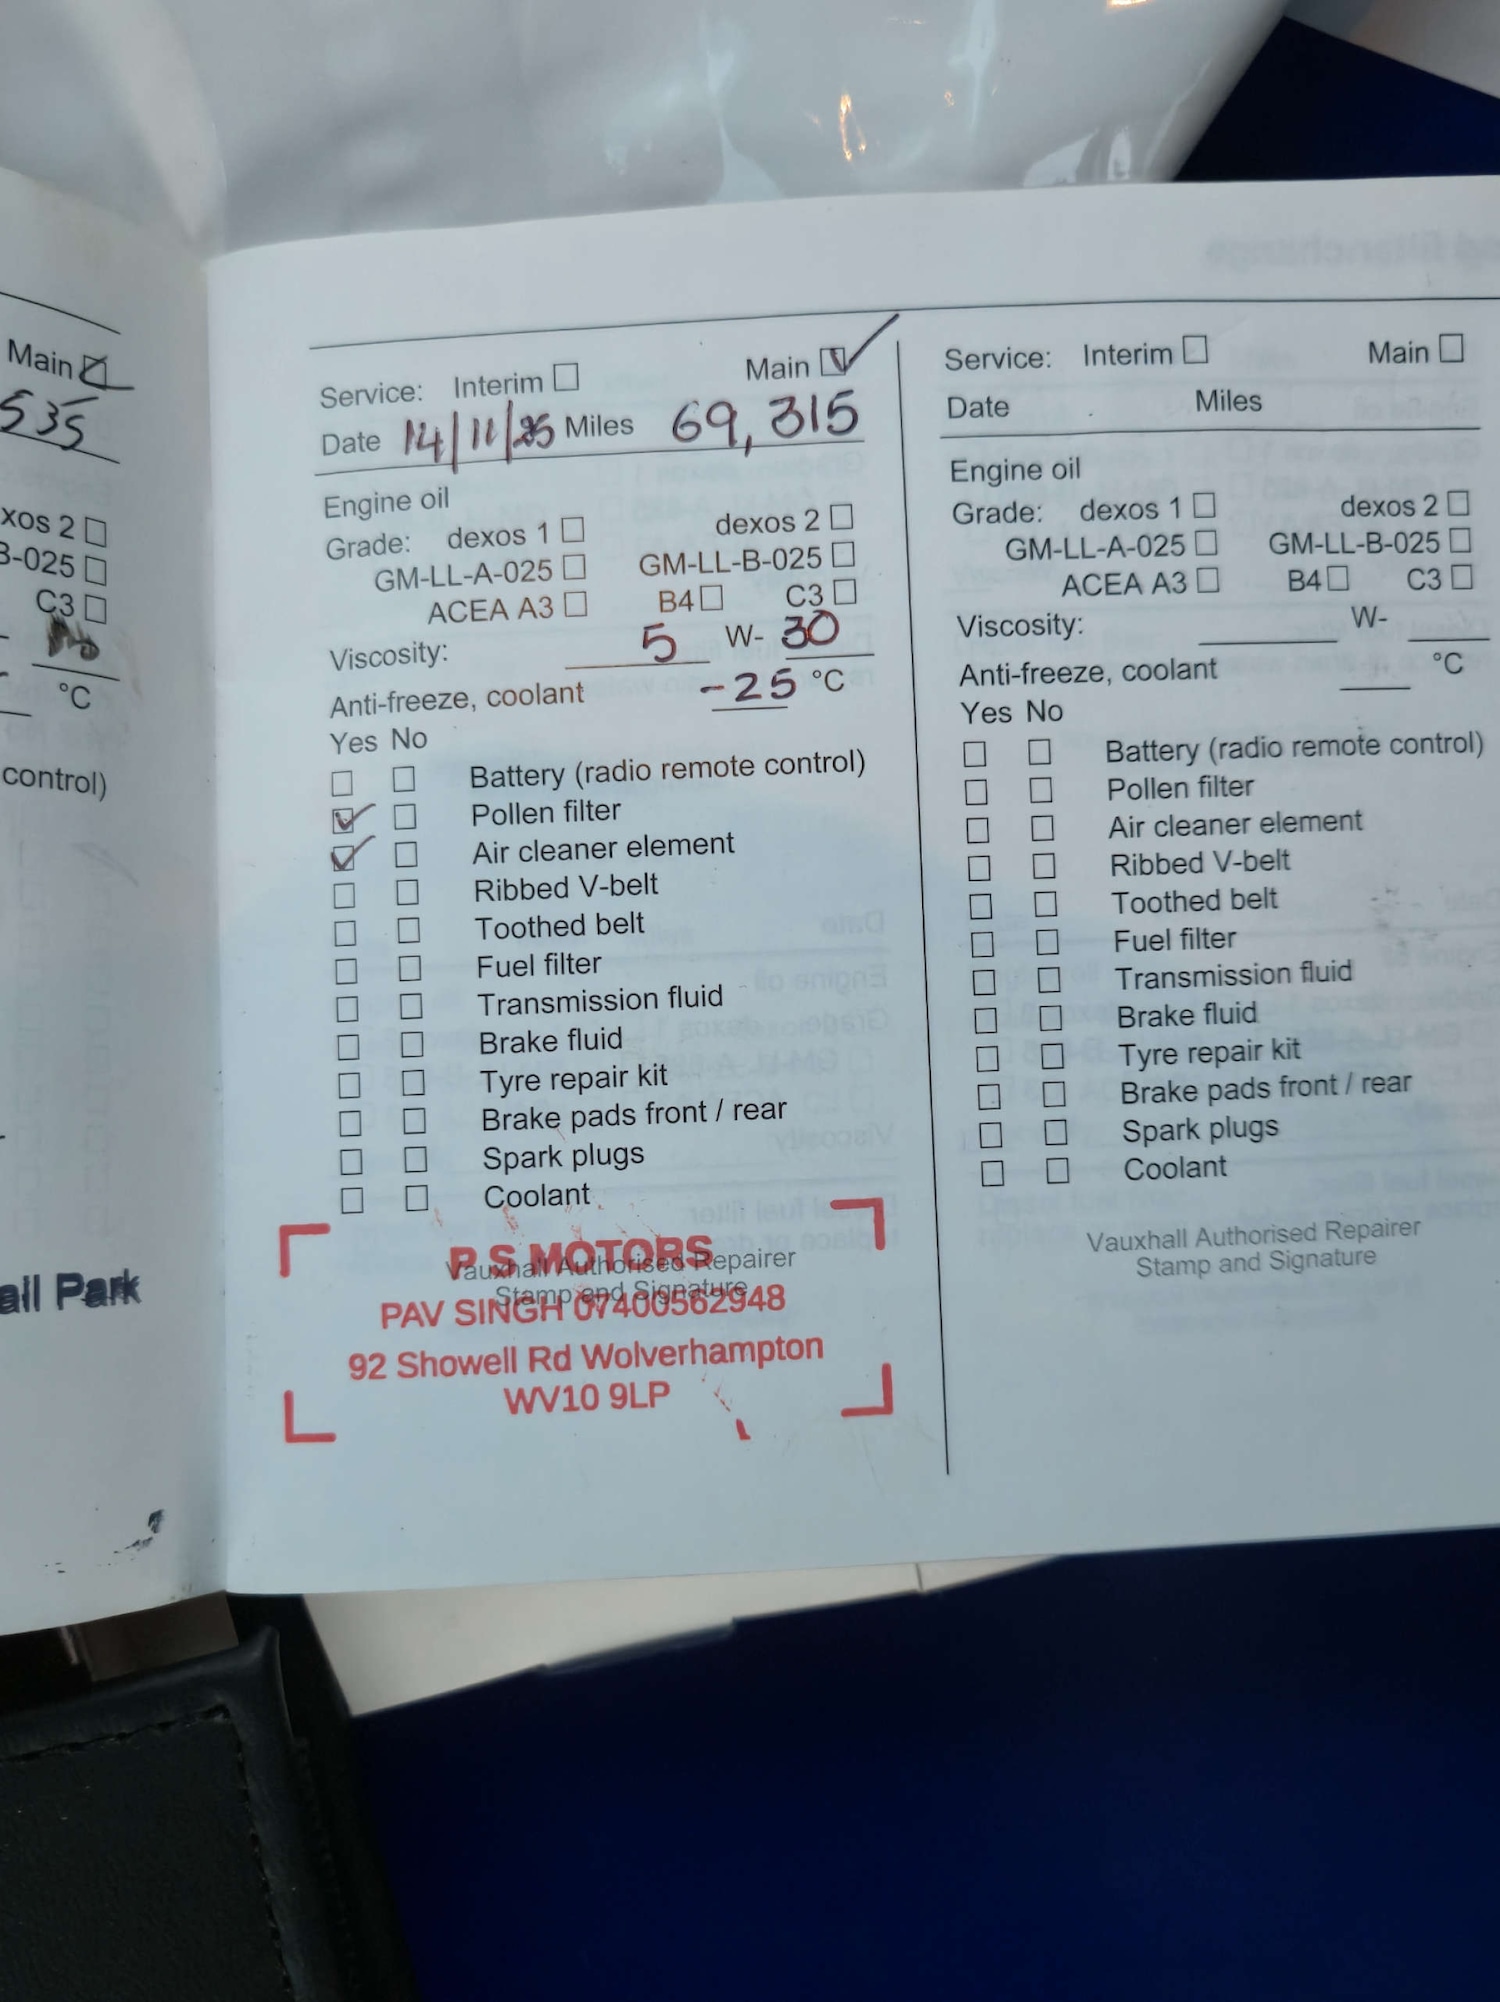 Main ☑
535
xos 2 ☐
B-025 ☐
C3 ☐
°C
control)
all Park
Service: Interim ☐ Main ☑
Date 14/11/25 Miles 69,315
Engine oil
Grade: dexos 1 ☐ dexos 2 ☐
GM-LL-A-025 ☐ GM-LL-B-025 ☐
ACEA A3 ☐ B4 ☐ C3 ☐
Viscosity: 5 W- 30
Anti-freeze, coolant -25 °C
Yes No
☐ ☐ Battery (radio remote control)
☑ ☐ Pollen filter
☑ ☐ Air cleaner element
☐ ☐ Ribbed V-belt
☐ ☐ Toothed belt
☐ ☐ Fuel filter
☐ ☐ Transmission fluid
☐ ☐ Brake fluid
☐ ☐ Tyre repair kit
☐ ☐ Brake pads front / rear
☐ ☐ Spark plugs
☐ ☐ Coolant
P.S.MOTORS
Vauxhall Authorised Repairer
Stamp and Signature
PAV SINGH 07400562948
92 Showell Rd Wolverhampton
WV10 9LP
Service: Interim ☐ Main ☐
Date Miles
Engine oil
Grade: dexos 1 ☐ dexos 2 ☐
GM-LL-A-025 ☐ GM-LL-B-025 ☐
ACEA A3 ☐ B4 ☐ C3 ☐
Viscosity: W-
Anti-freeze, coolant °C
Yes No
☐ ☐ Battery (radio remote control)
☐ ☐ Pollen filter
☐ ☐ Air cleaner element
☐ ☐ Ribbed V-belt
☐ ☐ Toothed belt
☐ ☐ Fuel filter
☐ ☐ Transmission fluid
☐ ☐ Brake fluid
☐ ☐ Tyre repair kit
☐ ☐ Brake pads front / rear
☐ ☐ Spark plugs
☐ ☐ Coolant
Vauxhall Authorised Repairer
Stamp and Signature